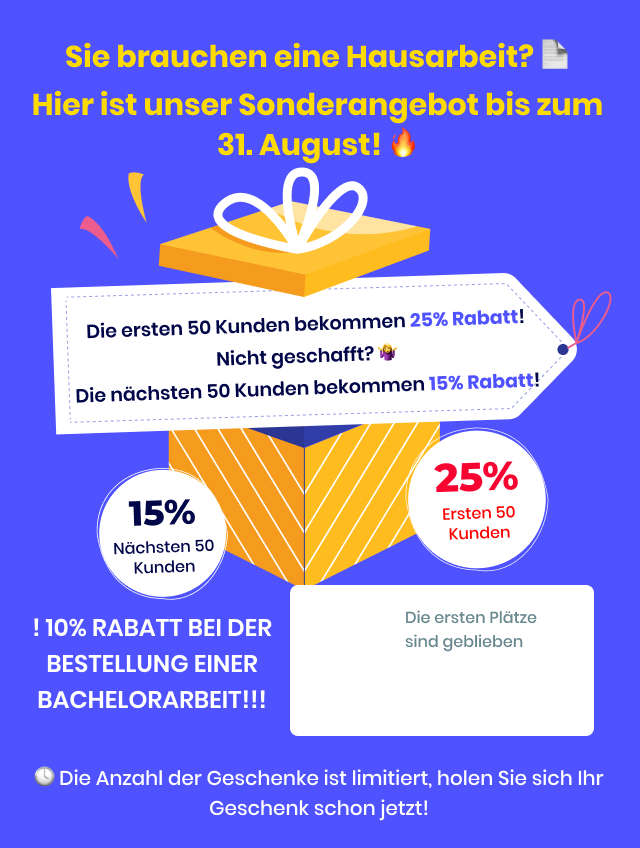 Sie brauchen eine Hausarbeit? 📄
Hier ist unser Sonderangebot bis zum
31. August! 🔥
Die ersten 50 Kunden bekommen 25% Rabatt!
Nicht geschafft? 🤷‍♀️
Die nächsten 50 Kunden bekommen 15% Rabatt!
25%
Ersten 50
Kunden
15%
Nächsten 50
Kunden
! 10% RABATT BEI DER
BESTELLUNG EINER
BACHELORARBEIT!!!
Die ersten Plätze
sind geblieben
🕓 Die Anzahl der Geschenke ist limitiert, holen Sie sich Ihr
Geschenk schon jetzt!